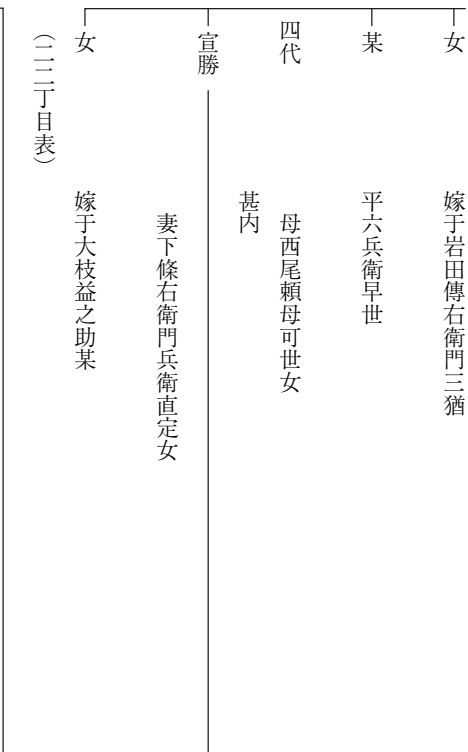 女
嫁于岩田傳右衛門三猶
某
平六兵衛早世
四代
母西尾頼母可世女
宣勝
甚内
妻下條右衛門兵衛直定女
女
嫁于大枝益之助某
(二二丁目表)